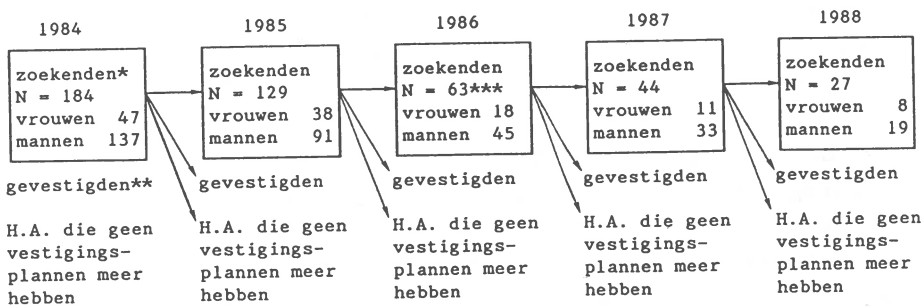 1984
zoekenden*
N = 184
vrouwen 47
mannen 137
gevestigden**
H.A. die geen
vestigings-
plannen meer
hebben
1985
zoekenden
N = 129
vrouwen 38
mannen 91
gevestigden
H.A. die geen
vestigings-
plannen meer
hebben
1986
zoekenden
N = 63***
vrouwen 18
mannen 45
gevestigden
H.A. die geen
vestigings-
plannen meer
hebben
1987
zoekenden
N = 44
vrouwen 11
mannen 33
gevestigden
H.A. die geen
vestigings-
plannen meer
hebben
1988
zoekenden
N = 27
vrouwen 8
mannen 19
gevestigden
H.A. die geen
vestigings-
plannen meer
hebben